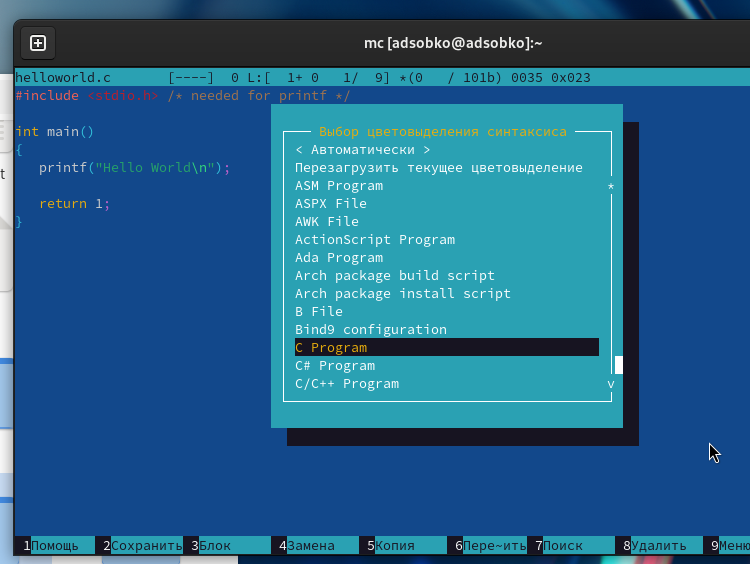 mc [adsobko@adsobko]:~
helloworld.c [----] 0 L:[ 1+ 0 1/ 9] *(0 / 101b) 0035 0x023
#include <stdio.h> /* needed for printf */
int main()
{
printf("Hello World\n");
return 1;
}
Выбор цветовыделения синтаксиса
< Автоматически >
Перезагрузить текущее цветовыделение
ASM Program
ASPX File
AWK File
ActionScript Program
Ada Program
Arch package build script
Arch package install script
B File
Bind9 configuration
C Program
C# Program
C/C++ Program
1Помощь 2Сохранить 3Блок 4Замена 5Копия 6Пере~ить 7Поиск 8Удалить 9Меню